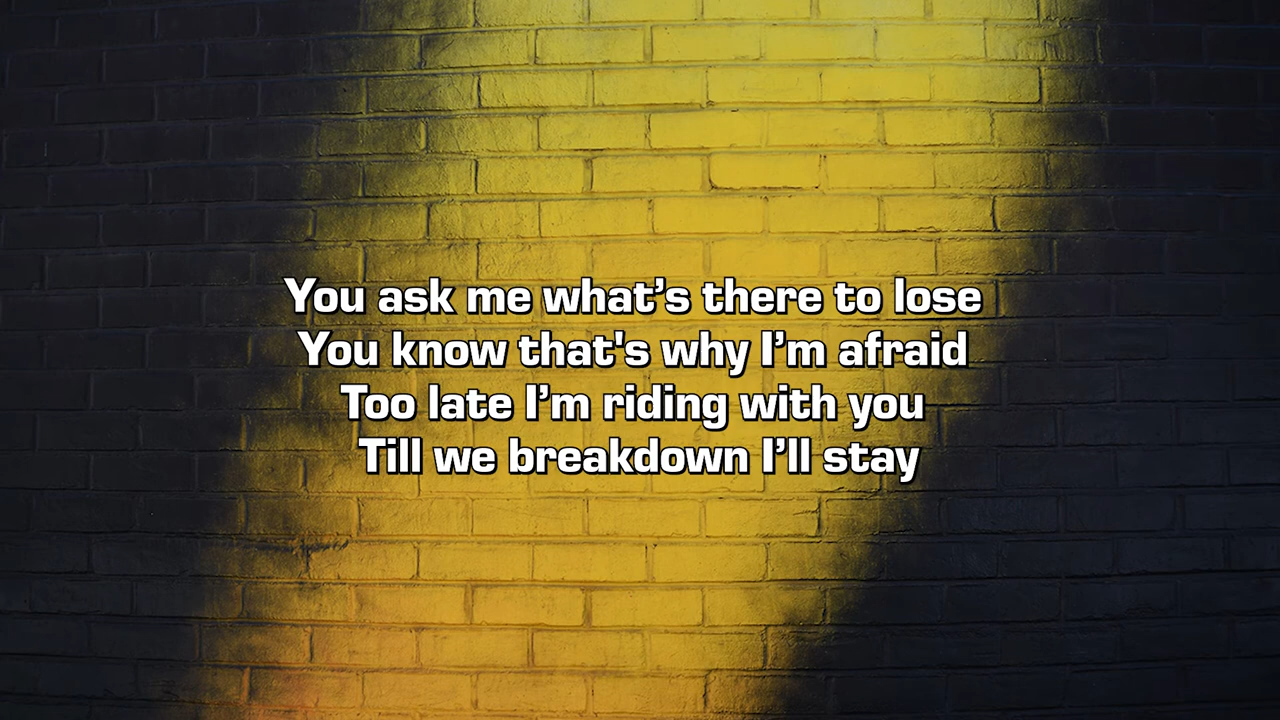 You ask me what’s there to lose
You know that's why I’m afraid
Too late I’m riding with you
Till we breakdown I’ll stay